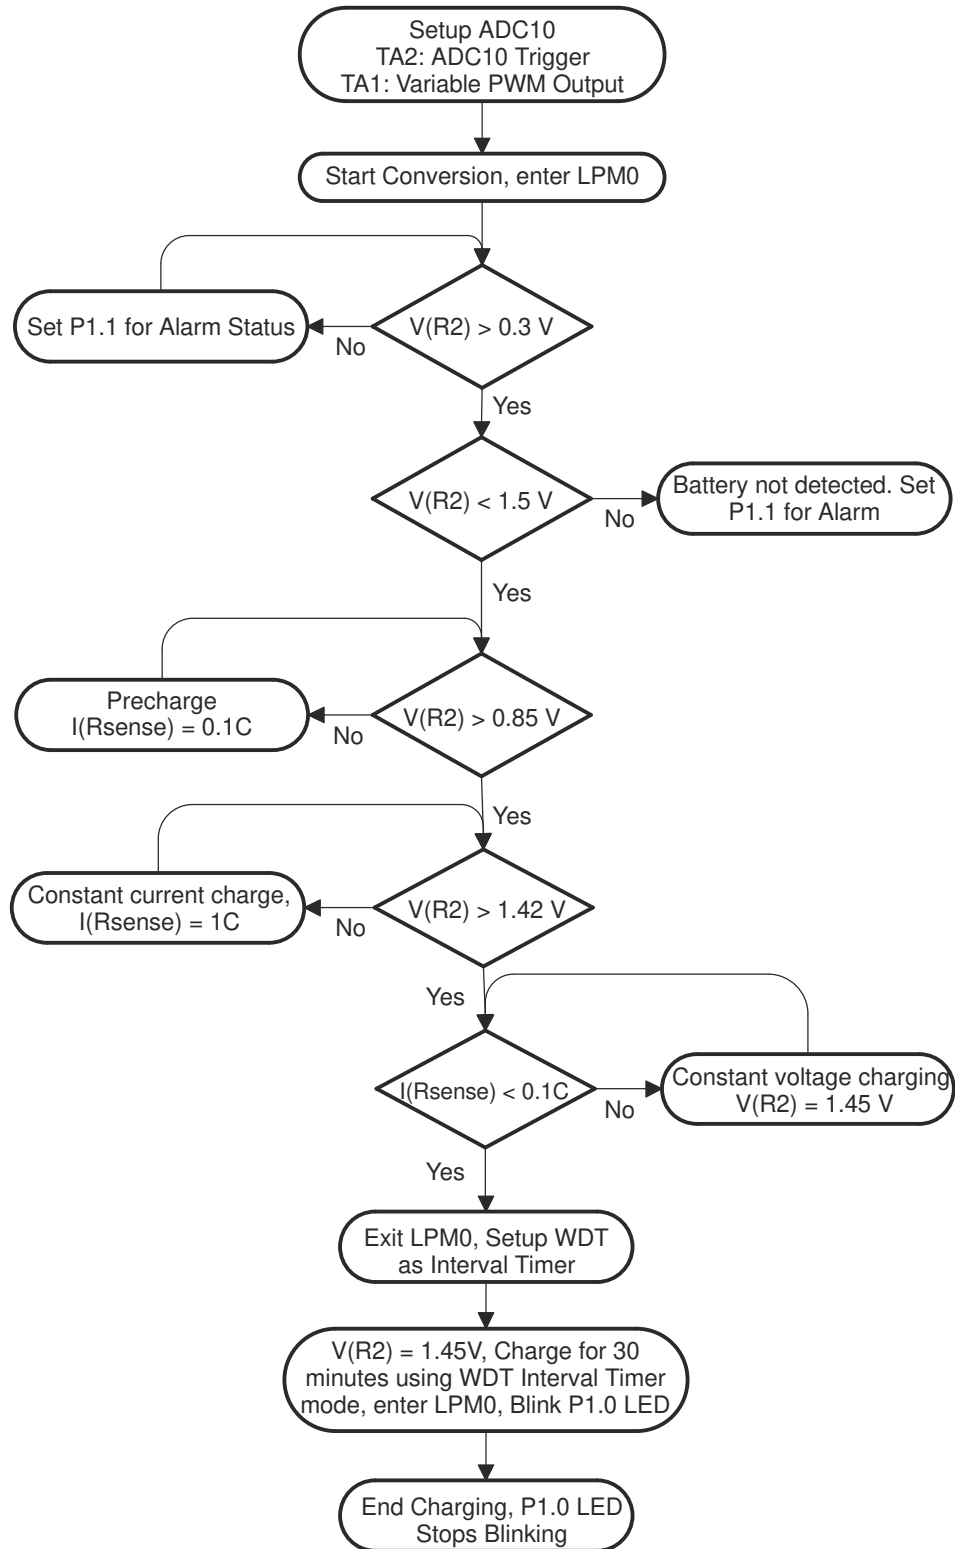 Setup ADC10
TA2: ADC10 Trigger
TA1: Variable PWM Output
Start Conversion, enter LPM0
V(R2) > 0.3 V
Set P1.1 for Alarm Status
No
Yes
V(R2) < 1.5 V
No
Battery not detected. Set
P1.1 for Alarm
Yes
V(R2) > 0.85 V
No
Precharge
I(Rsense) = 0.1C
Yes
V(R2) > 1.42 V
No
Constant current charge,
I(Rsense) = 1C
Yes
I(Rsense) < 0.1C
No
Constant voltage charging
V(R2) = 1.45 V
Yes
Exit LPM0, Setup WDT
as Interval Timer
V(R2) = 1.45V, Charge for 30
minutes using WDT Interval Timer
mode, enter LPM0, Blink P1.0 LED
End Charging, P1.0 LED
Stops Blinking